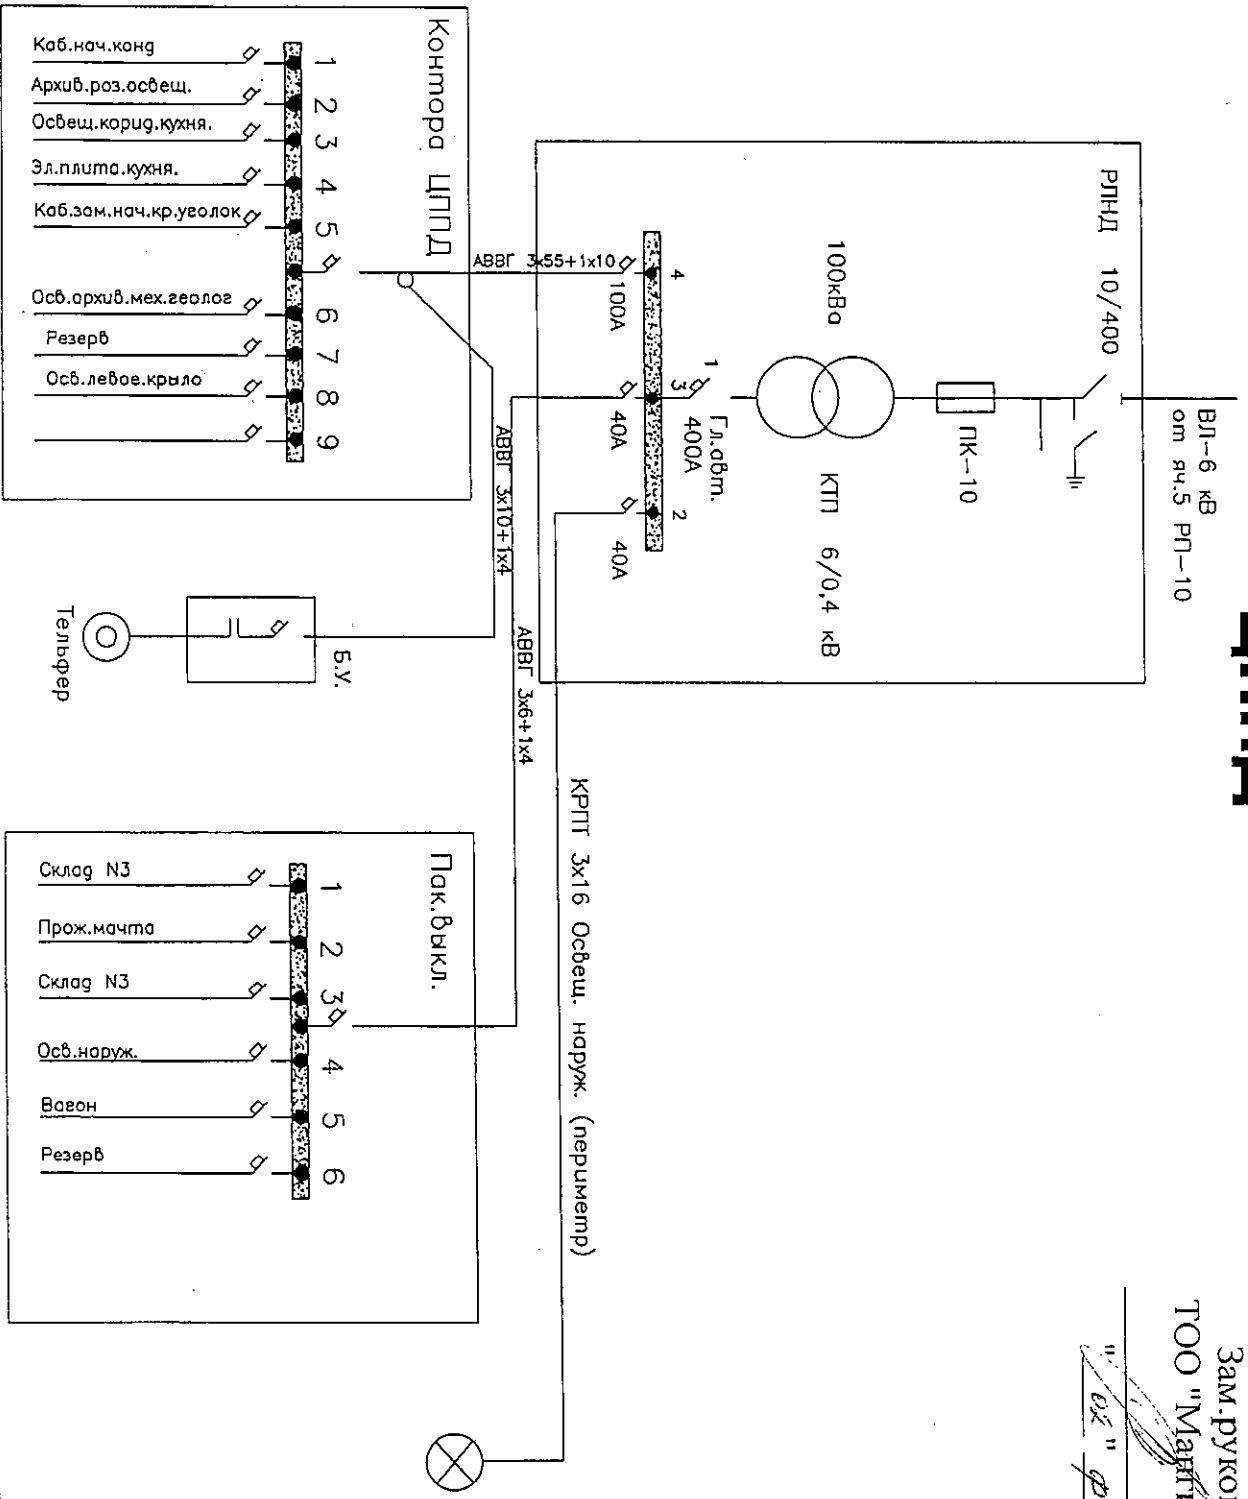 ВЛ-6 кВ
от яч.5 РП-10
РЛНД 10/400
ПК-10
100кВа
КТП 6/0,4 кВ
1
Гл.авт.
400А
4
3
2
100А
40А
40А
АВВГ 3х55+1х10
АВВГ 3х10+1х4
АВВГ 3х6+1х4
КРПТ 3х16 Освещ. наруж. (периметр)
Контора ЦППД
1
Каб.нач.конд
2
Архив.роз.освещ.
3
Освещ.корид.кухня.
4
Эл.плита.кухня.
5
Каб.зам.нач.кр.уголок
6
Осв.архив.мех.геолог
7
Резерв
8
Осв.левое.крыло
9
Б.У.
Тельфер
Пак.Выкл.
1
Склад N3
2
Прож.мачта
3
Склад N3
4
Осв.наруж.
5
Вагон
6
Резерв
Зам.руко
ТОО "Манг